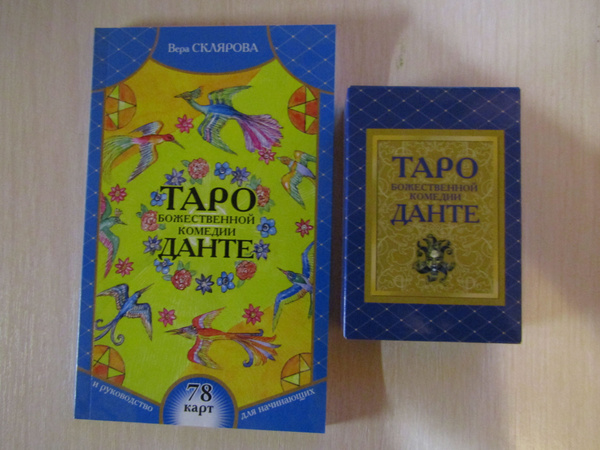 Вера СКЛЯРОВА
ТАРО
БОЖЕСТВЕННОЙ
КОМЕДИИ
ДАНТЕ
78
карт
и руководство
для начинающих
ТАРО
БОЖЕСТВЕННОЙ
КОМЕДИИ
ДАНТЕ